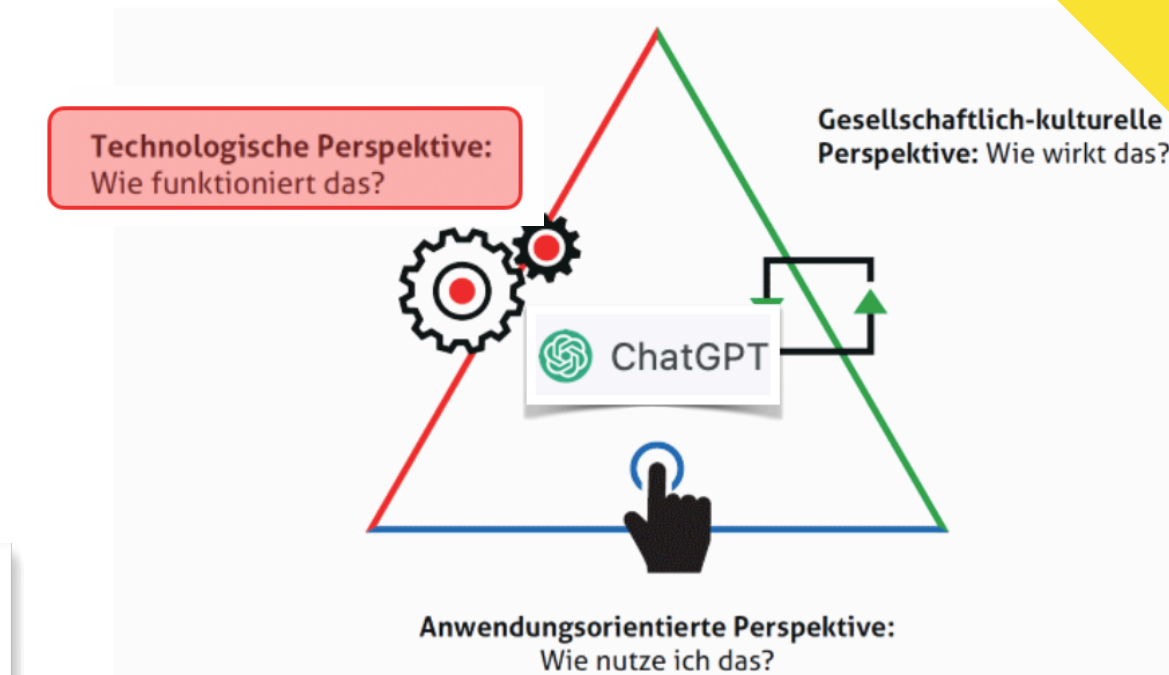 Technologische Perspektive:
Wie funktioniert das?
Gesellschaftlich-kulturelle
Perspektive: Wie wirkt das?
ChatGPT
Anwendungsorientierte Perspektive:
Wie nutze ich das?